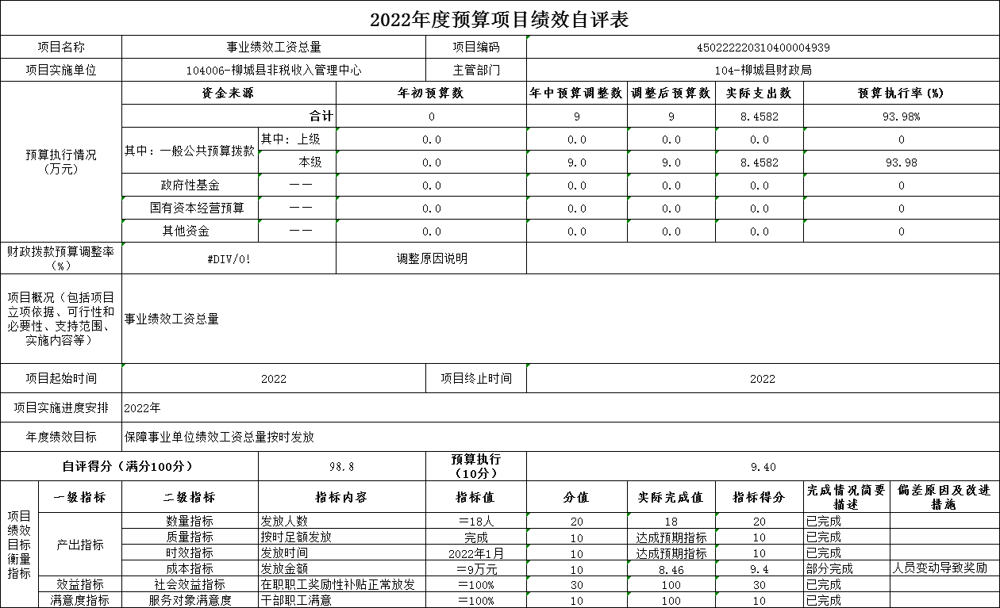 2022年度预算项目绩效自评表
项目名称 事业绩效工资总量 项目编码 450222220310400004939
项目实施单位 104006-柳城县非税收入管理中心 主管部门 104-柳城县财政局
预算执行情况
(万元)
资金来源 年初预算数 年中预算调整数 调整后预算数 实际支出数 预算执行率(%)
合计 0 9 9 8.4582 93.98%
其中：一般公共预算拨款 其中：上级 0.0 0.0 0.0 0.0 0
本级 0.0 9.0 9.0 8.4582 93.98
政府性基金 —— 0.0 0.0 0.0 0.0 0
国有资本经营预算 —— 0.0 0.0 0.0 0.0 0
其他资金 —— 0.0 0.0 0.0 0.0 0
财政拨款预算调整率
(%)
#DIV/0! 调整原因说明
项目概况（包括项目
立项依据、可行性和
必要性、支持范围、
实施内容等）
事业绩效工资总量
项目起始时间 2022 项目终止时间 2022
项目实施进度安排 2022年
年度绩效目标 保障事业单位绩效工资总量按时发放
自评得分（满分100分） 98.8 预算执行
（10分） 9.40
项目
绩效
目标
衡量
指标
一级指标 二级指标 指标内容 指标值 分值 实际完成值 指标得分 完成情况简要
描述 偏差原因及改进
措施
产出指标 数量指标 发放人数 ＝18人 20 18 20 已完成
质量指标 按时足额发放 完成 10 达成预期指标 10 已完成
时效指标 发放时间 2022年1月 10 达成预期指标 10 已完成
成本指标 发放金额 ＝9万元 10 8.46 9.4 部分完成 人员变动导致奖励
效益指标 社会效益指标 在职职工奖励性补贴正常放发 ＝100% 30 100 30 已完成
满意度指标 服务对象满意度 干部职工满意 ＝100% 10 100 10 已完成